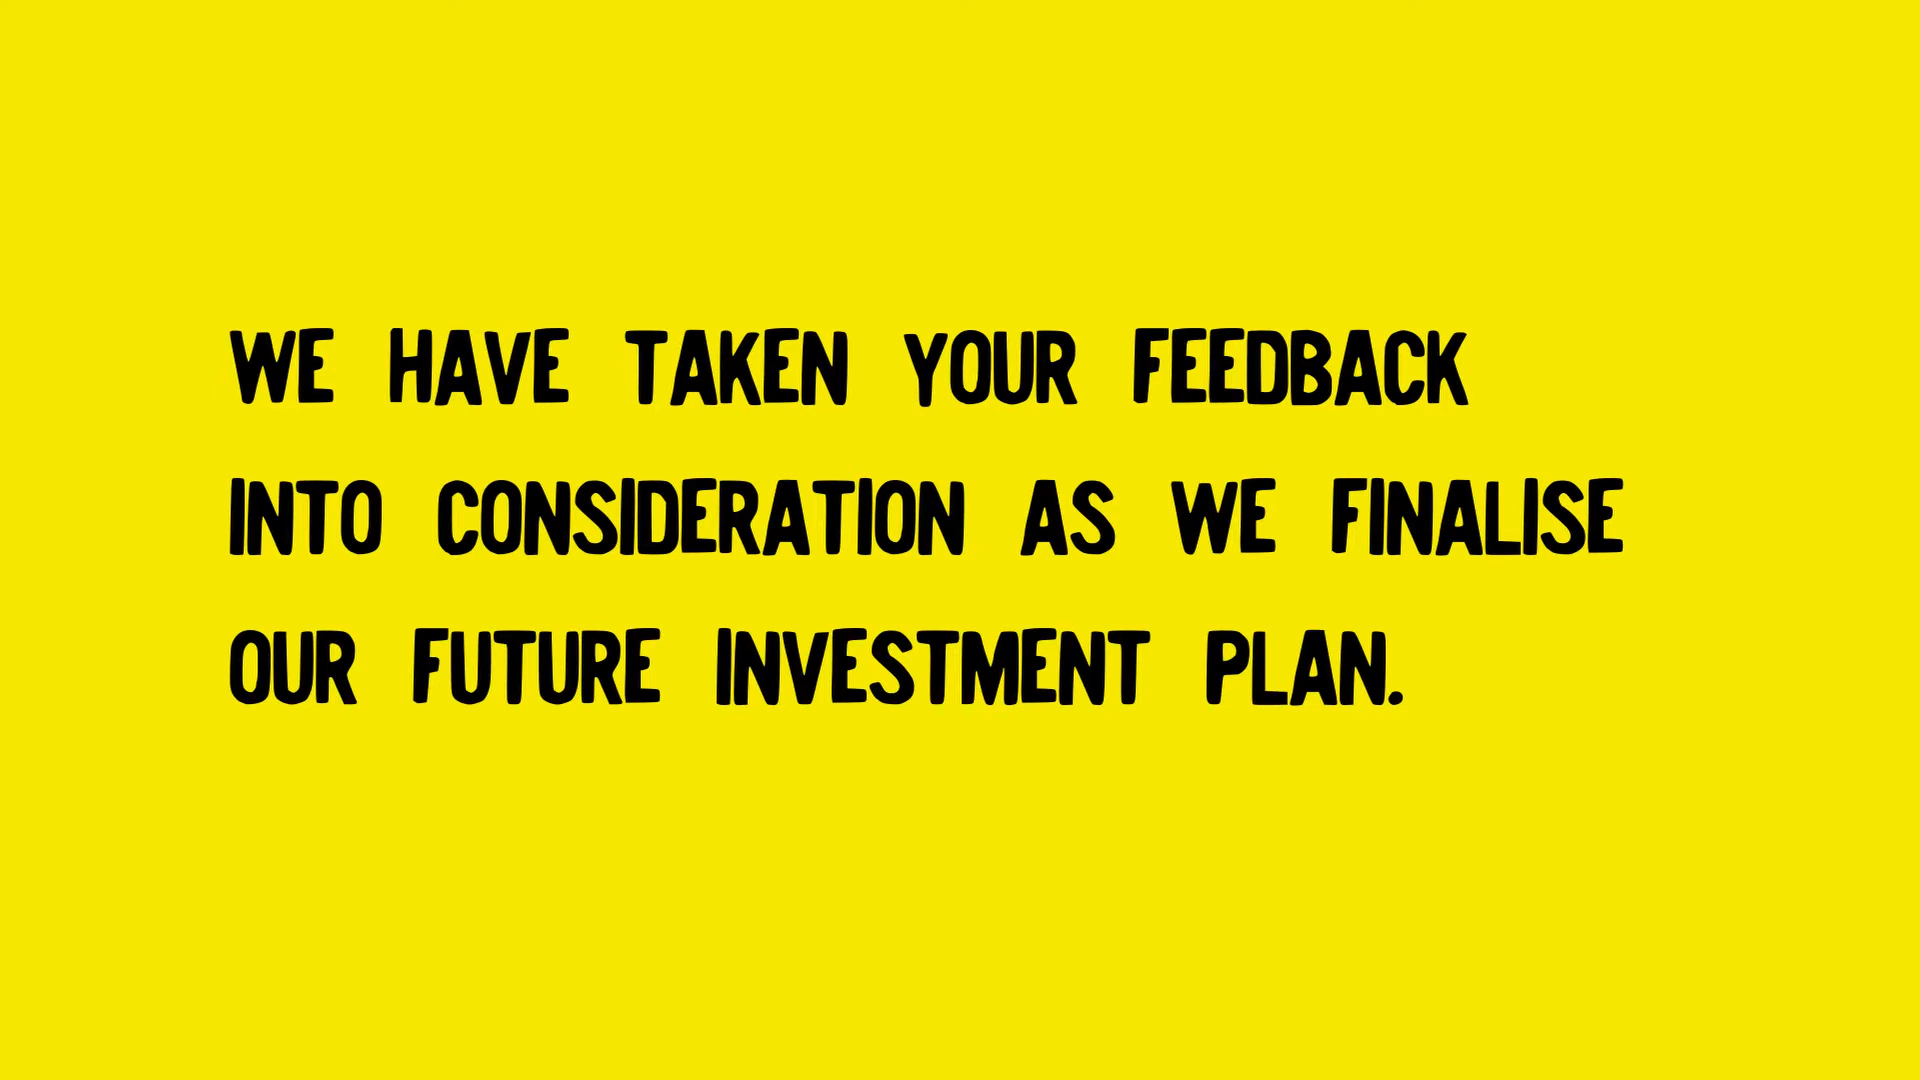 WE HAVE TAKEN YOUR FEEDBACK
INTO CONSIDERATION AS WE FINALISE
OUR FUTURE INVESTMENT PLAN.